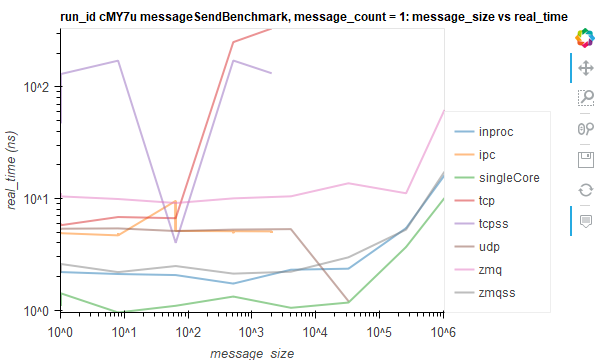 run_id cMY7u messageSendBenchmark, message_count = 1: message_size vs real_time
real_time (ns)
10^2
10^1
10^0
10^0
10^1
10^2
10^3
10^4
10^5
10^6
message_size
inproc
ipc
singleCore
tcp
tcpss
udp
zmq
zmqss